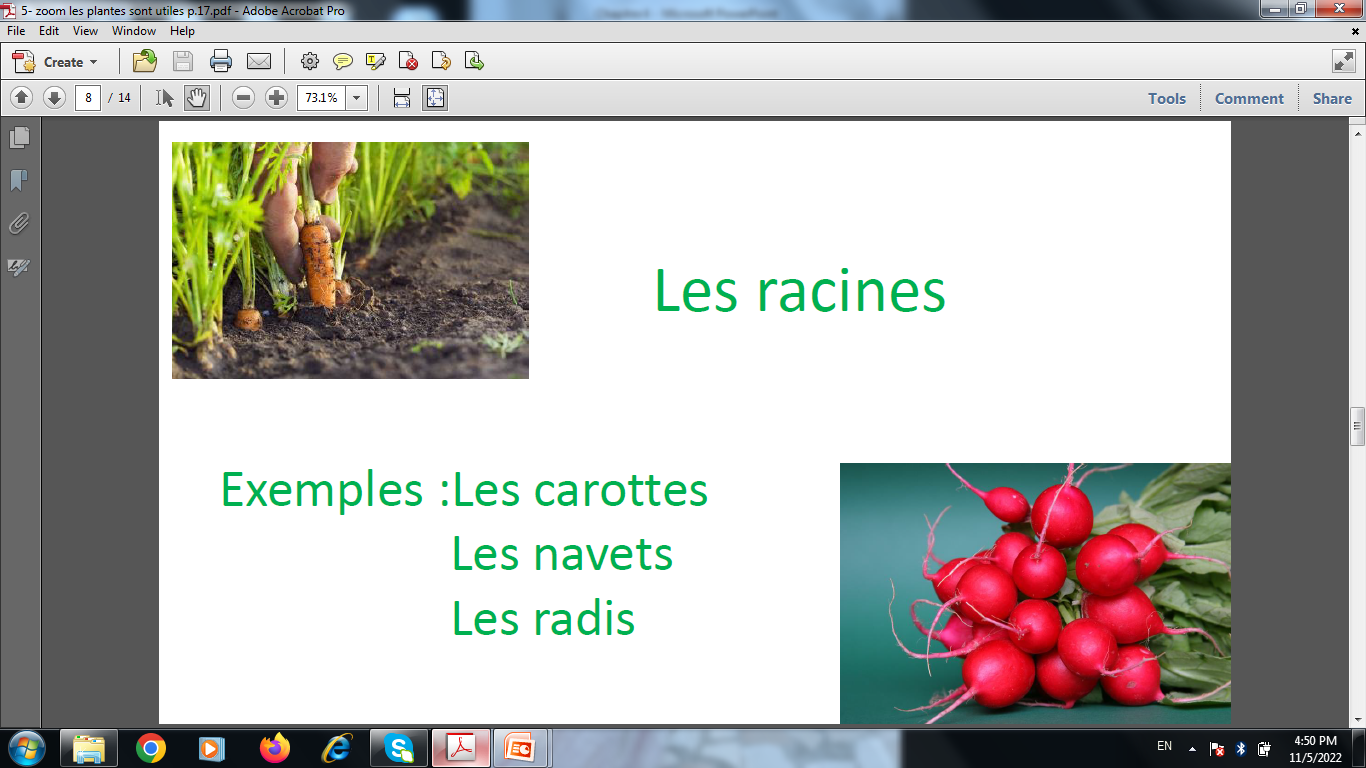 5- zoom les plantes sont utiles p.17.pdf - Adobe Acrobat Pro
File Edit View Window Help
Create
8 / 14 73.1% Tools Comment Share
Les racines
Exemples :Les carottes
Les navets
Les radis
EN 4:50 PM
11/5/2022